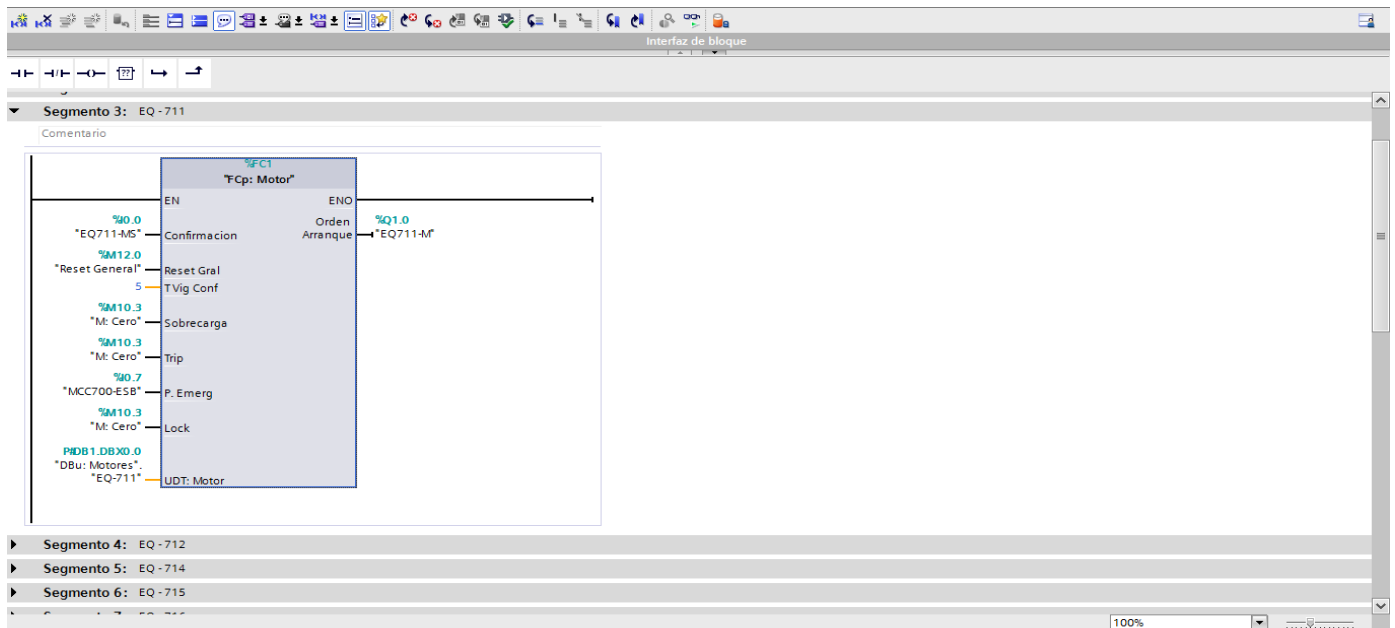 Interfaz de bloque
Segmento 3: EQ - 711
Comentario
%FC1
"FCp: Motor"
EN ENO
%I0.0
"EQ711-MS" Confirmacion
Orden Arranque
%Q1.0
"EQ711-M"
%M12.0
"Reset General" Reset Gral
5 T Vig Conf
%M10.3
"M: Cero" Sobrecarga
%M10.3
"M: Cero" Trip
%I0.7
"MCC700-ESB" P. Emerg
%M10.3
"M: Cero" Lock
P#DB1.DBX0.0
"DBu: Motores".
"EQ-711" UDT: Motor
Segmento 4: EQ - 712
Segmento 5: EQ - 714
Segmento 6: EQ - 715
100%